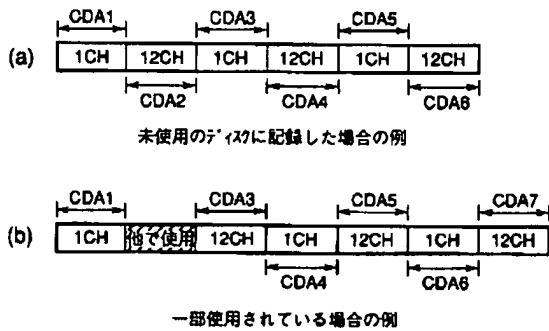 CDA1 CDA3 CDA5
(a) 1CH 12CH 1CH 12CH 1CH 12CH
CDA2 CDA4 CDA6
未使用のディスクに記録した場合の例
CDA1 CDA3 CDA5 CDA7
(b) 1CH 他で使用 12CH 1CH 12CH 1CH 12CH
CDA4 CDA6
一部使用されている場合の例